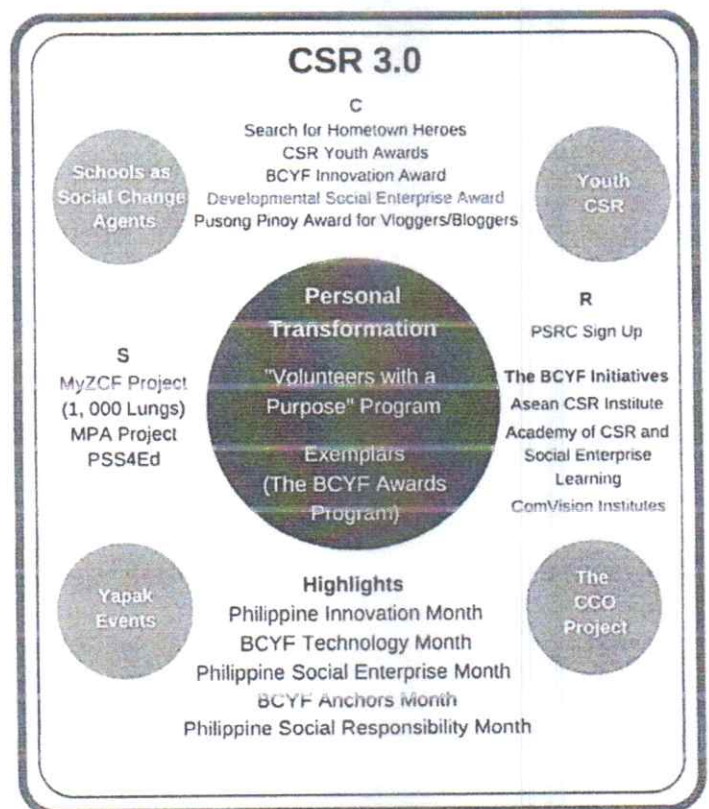 CSR 3.0
C
Search for Hometown Heroes
CSR Youth Awards
BCYF Innovation Award
Developmental Social Enterprise Award
Pusong Pinoy Award for Vloggers/Bloggers
Schools as
Social Change
Agents
Youth
CSR
Personal
Transformation
"Volunteers with a
Purpose" Program
Exemplars
(The BCYF Awards
Program)
S
MyZCF Project
(1, 000 Lungs)
MPA Project
PSS4Ed
R
PSRC Sign Up
The BCYF Initiatives
Asean CSR Institute
Academy of CSR and
Social Enterprise
Learning
ComVision Institutes
Yapak
Events
The
CCO
Project
Highlights
Philippine Innovation Month
BCYF Technology Month
Philippine Social Enterprise Month
BCYF Anchors Month
Philippine Social Responsibility Month